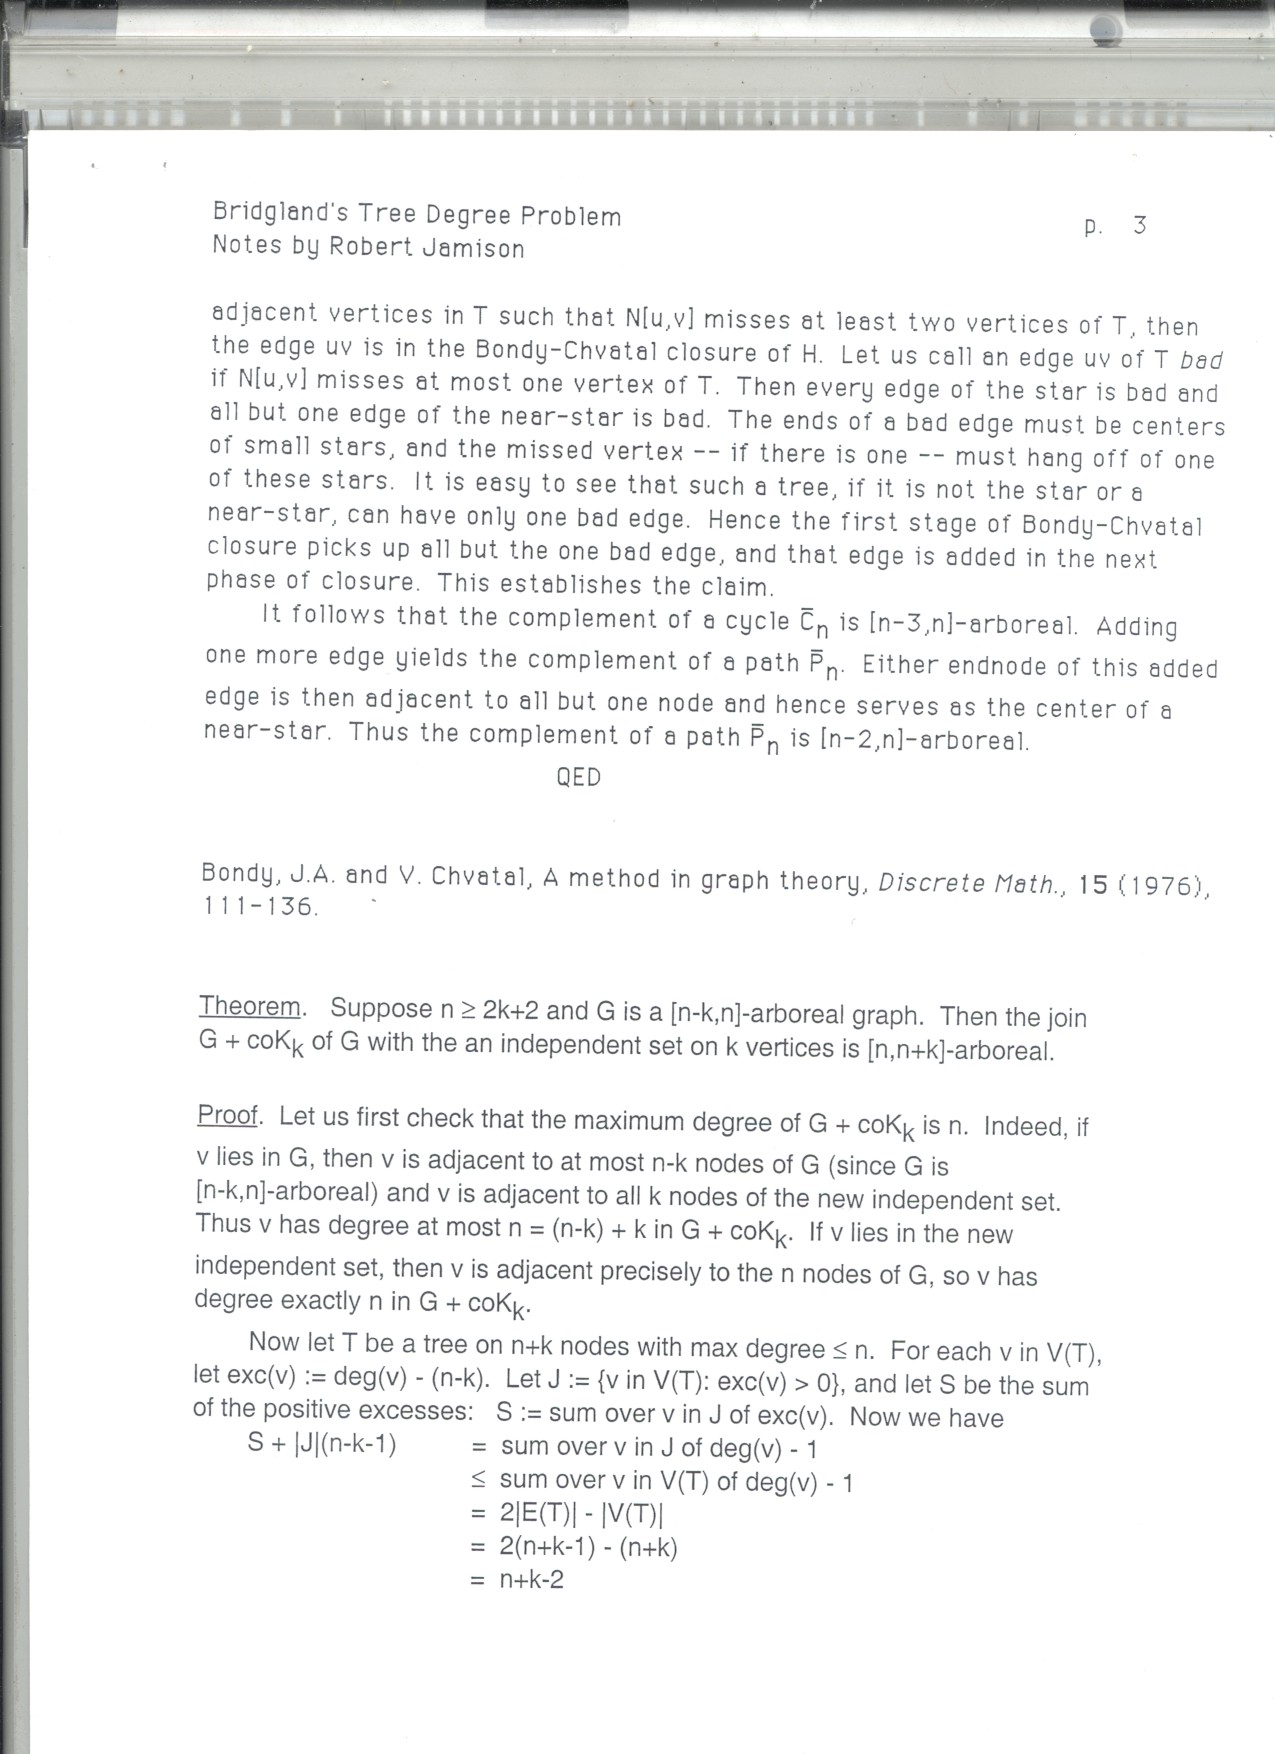 Bridgland's Tree Degree Problem
p. 3
Notes by Robert Jamison
adjacent vertices in T such that N[u,v] misses at least two vertices of T, then
the edge uv is in the Bondy-Chvatal closure of H. Let us call an edge uv of T bad
if N[u,v] misses at most one vertex of T. Then every edge of the star is bad and
all but one edge of the near-star is bad. The ends of a bad edge must be centers
of small stars, and the missed vertex -- if there is one -- must hang off of one
of these stars. It is easy to see that such a tree, if it is not the star or a
near-star, can have only one bad edge. Hence the first stage of Bondy-Chvatal
closure picks up all but the one bad edge, and that edge is added in the next
phase of closure. This establishes the claim.
It follows that the complement of a cycle C̄n is [n-3,n]-arboreal. Adding
one more edge yields the complement of a path P̄n. Either endnode of this added
edge is then adjacent to all but one node and hence serves as the center of a
near-star. Thus the complement of a path P̄n is [n-2,n]-arboreal.
QED
Bondy, J.A. and V. Chvatal, A method in graph theory, Discrete Math., 15 (1976),
111-136.
Theorem. Suppose n ≥ 2k+2 and G is a [n-k,n]-arboreal graph. Then the join
G + coKk of G with the an independent set on k vertices is [n,n+k]-arboreal.
Proof. Let us first check that the maximum degree of G + coKk is n. Indeed, if
v lies in G, then v is adjacent to at most n-k nodes of G (since G is
[n-k,n]-arboreal) and v is adjacent to all k nodes of the new independent set.
Thus v has degree at most n = (n-k) + k in G + coKk. If v lies in the new
independent set, then v is adjacent precisely to the n nodes of G, so v has
degree exactly n in G + coKk.
Now let T be a tree on n+k nodes with max degree ≤ n. For each v in V(T),
let exc(v) := deg(v) - (n-k). Let J := {v in V(T): exc(v) > 0}, and let S be the sum
of the positive excesses: S := sum over v in J of exc(v). Now we have
S + |J|(n-k-1) = sum over v in J of deg(v) - 1
≤ sum over v in V(T) of deg(v) - 1
= 2|E(T)| - |V(T)|
= 2(n+k-1) - (n+k)
= n+k-2